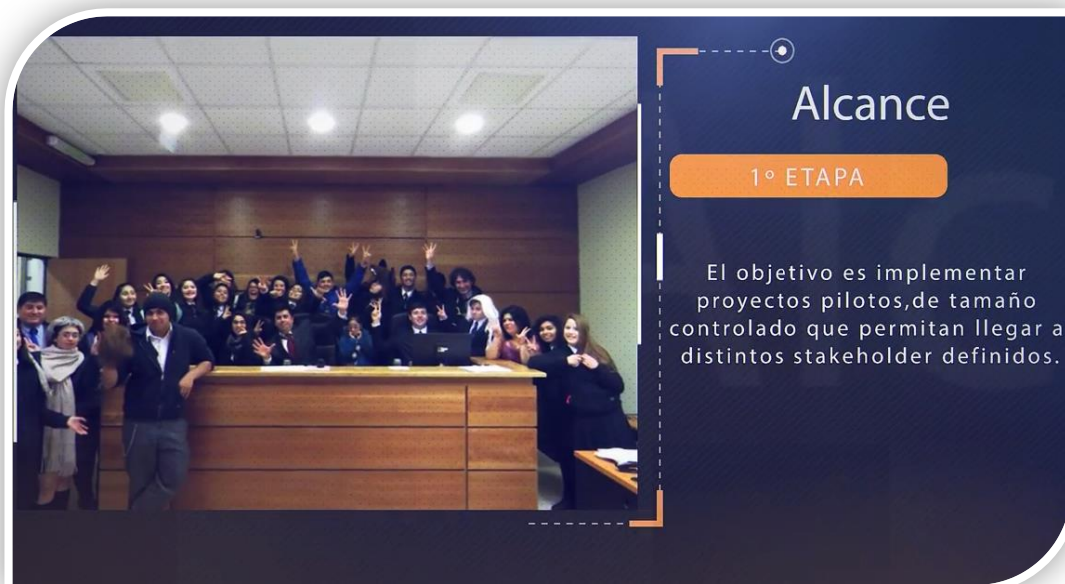 Alcance
1º ETAPA
El objetivo es implementar
proyectos pilotos,de tamaño
controlado que permitan llegar a
distintos stakeholder definidos.